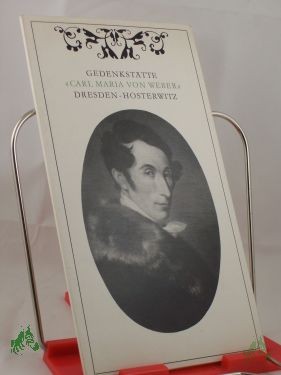 GEDENKSTÄTTE
«CARL MARIA VON WEBER»
DRESDEN-HOSTERWITZ